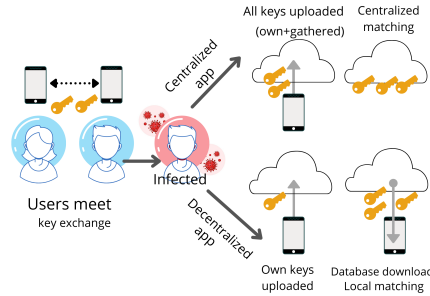 All keys uploaded
(own+gathered)
Centralized
matching
Centralized
app
Users meet
key exchange
Infected
Decentralized
app
Own keys
uploaded
Database downloa
Local matching